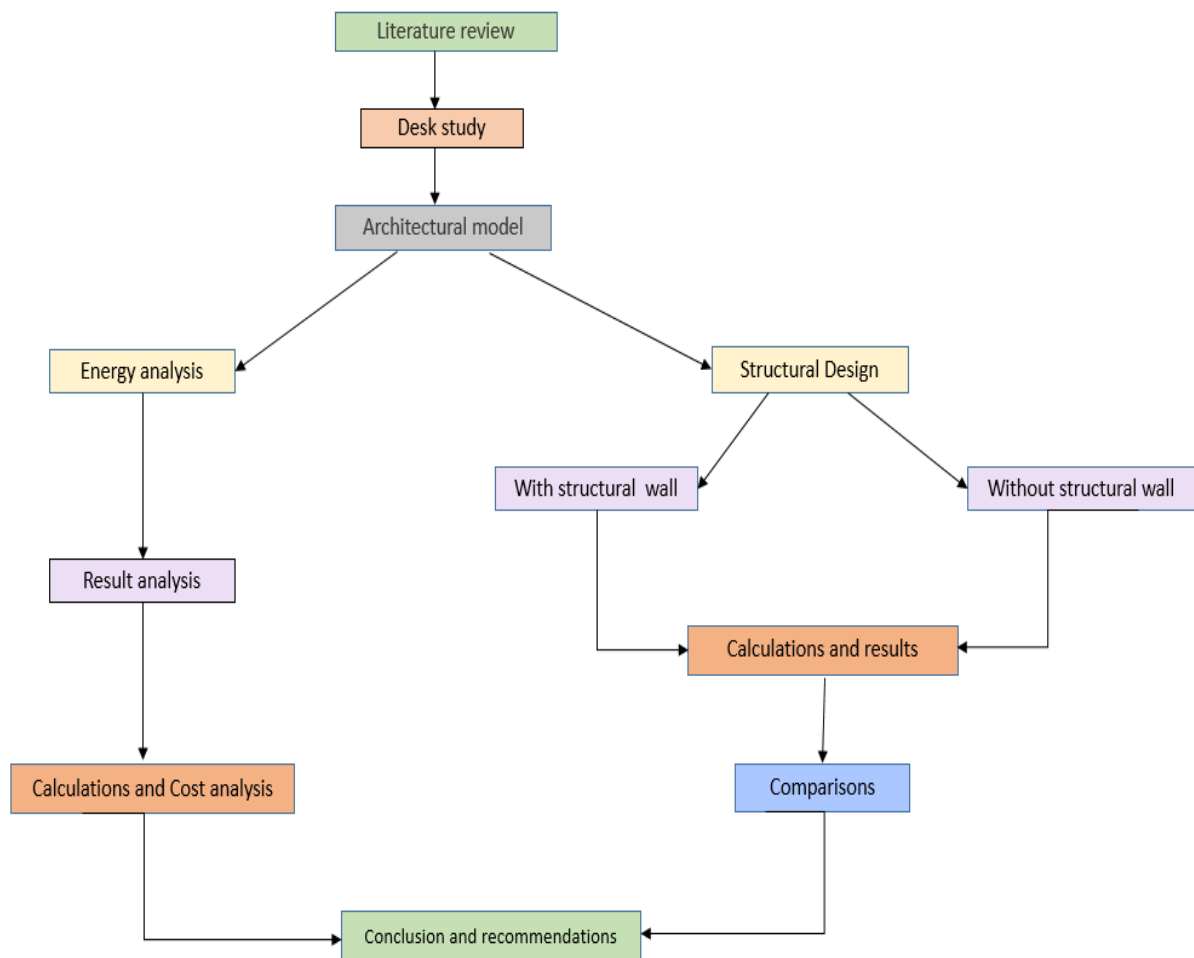 Literature review
Desk study
Architectural model
Energy analysis
Structural Design
With structural wall
Without structural wall
Result analysis
Calculations and results
Calculations and Cost analysis
Comparisons
Conclusion and recommendations